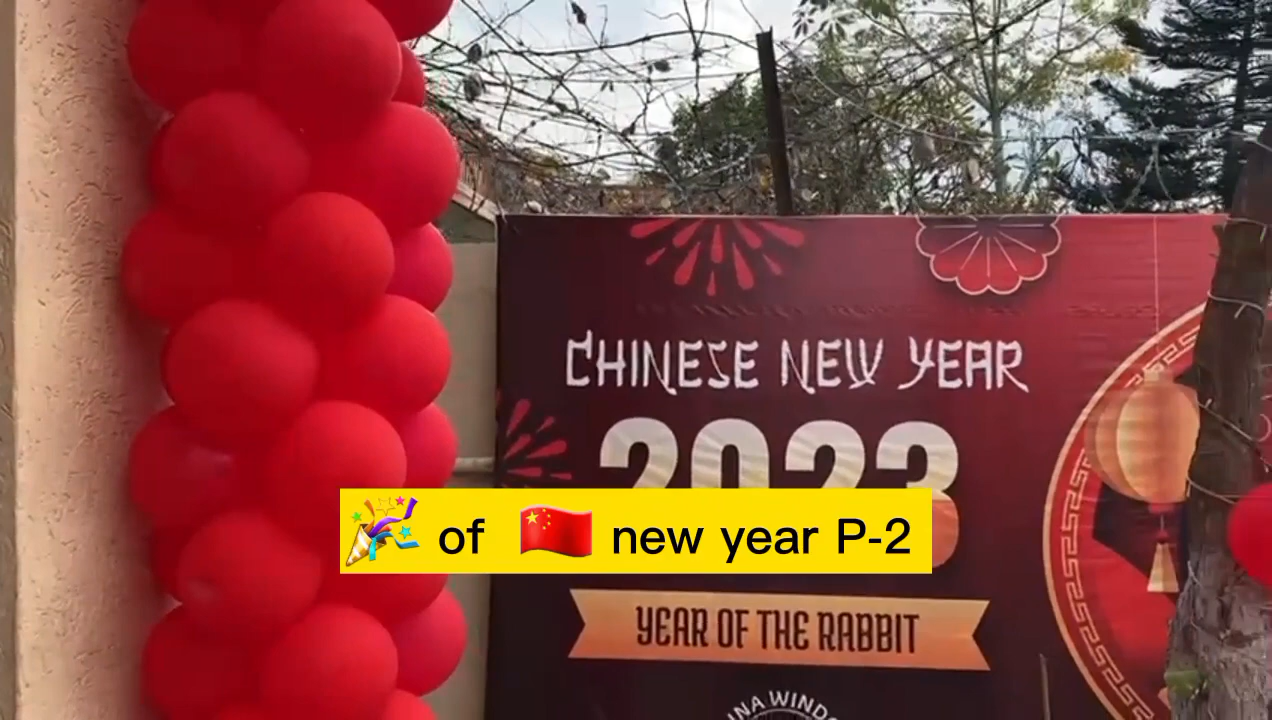 CHINESE NEW YEAR
2023
🎉 of 🇨🇳 new year P-2
YEAR OF THE RABBIT